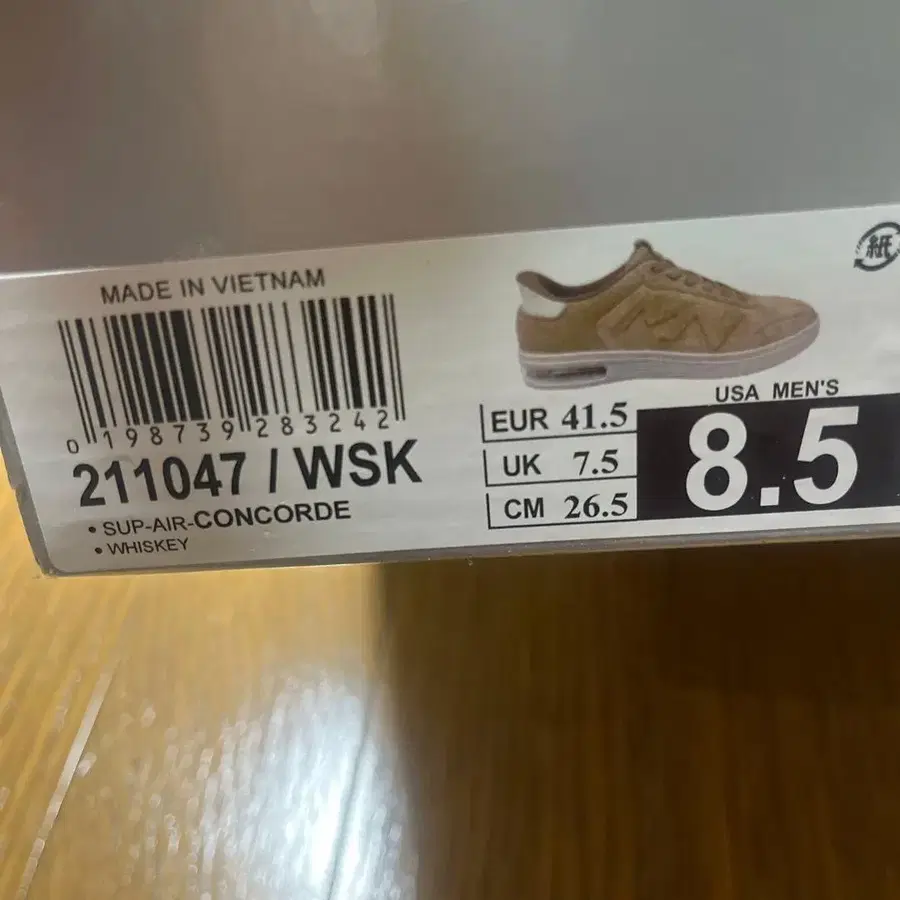 MADE IN VIETNAM
0 198739 283242
211047 / WSK
• SUP-AIR-CONCORDE
• WHISKEY
紙
USA MEN'S
8.5
EUR 41.5
UK 7.5
CM 26.5